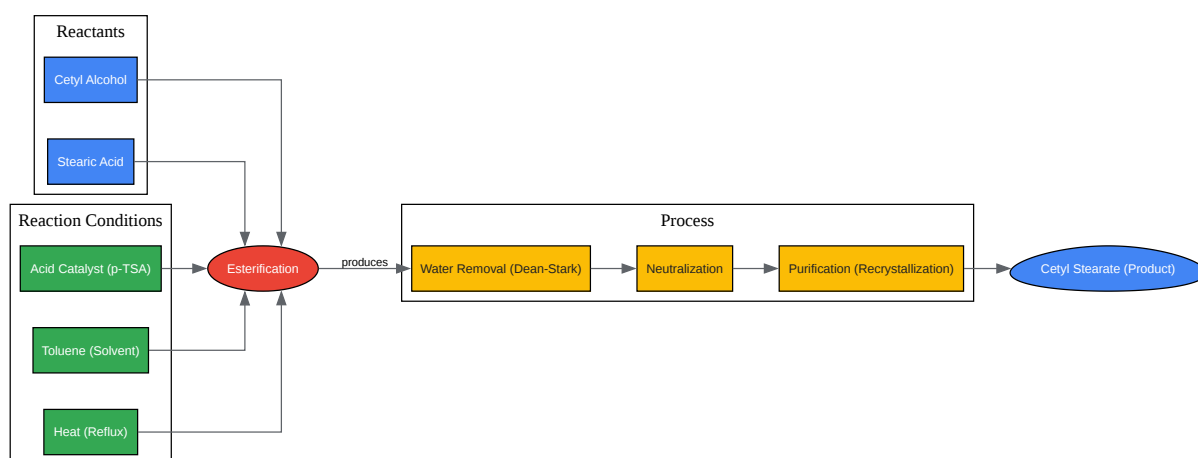 Reactants
Cetyl Alcohol
Stearic Acid
Reaction Conditions
Acid Catalyst (p-TSA)
Toluene (Solvent)
Heat (Reflux)
Esterification
produces
Process
Water Removal (Dean-Stark)
Neutralization
Purification (Recrystallization)
Cetyl Stearate (Product)